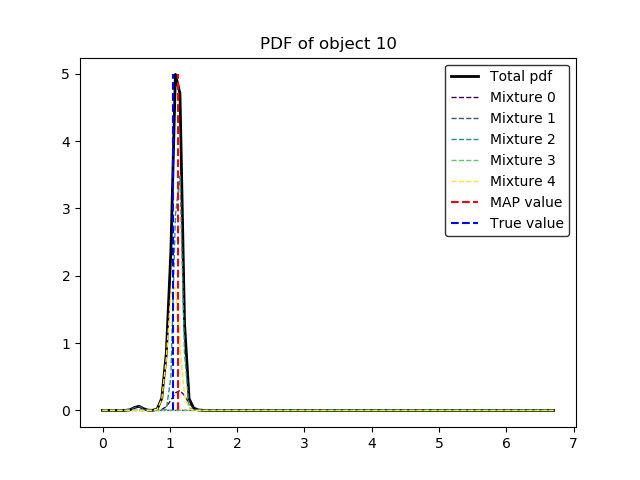 PDF of object 10
Total pdf
Mixture 0
Mixture 1
Mixture 2
Mixture 3
Mixture 4
MAP value
True value
5
4
3
2
1
0
0 1 2 3 4 5 6 7